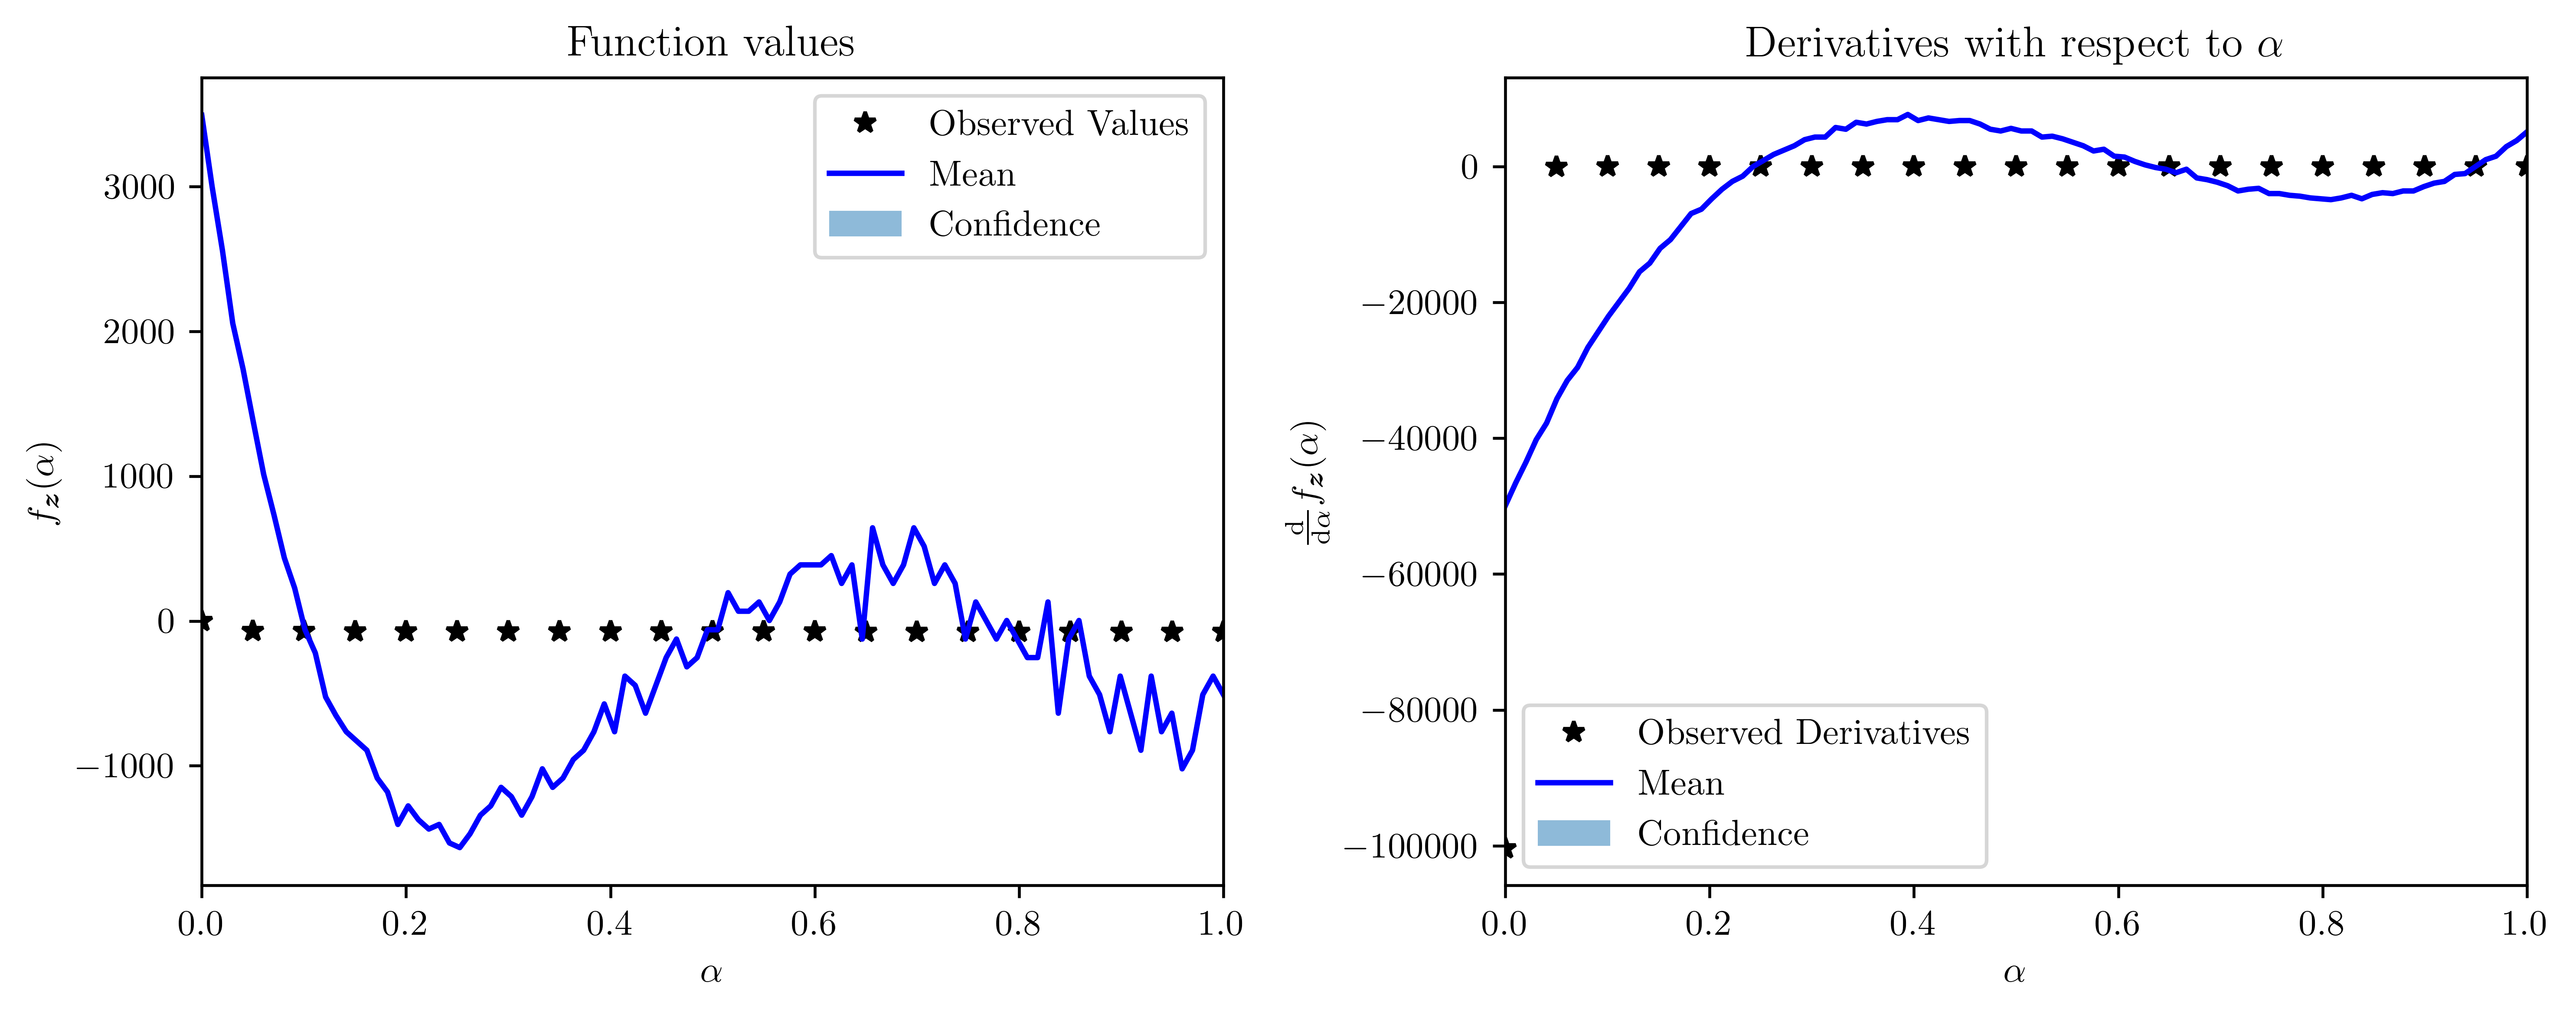 Function values
Observed Values
Mean
Confidence
3000
2000
1000
0
−1000
0.0 0.2 0.4 0.6 0.8 1.0
α
f_z(α)
Derivatives with respect to α
0
−20000
−40000
−60000
−80000
−100000
Observed Derivatives
Mean
Confidence
0.0 0.2 0.4 0.6 0.8 1.0
α
d/dα f_z(α)